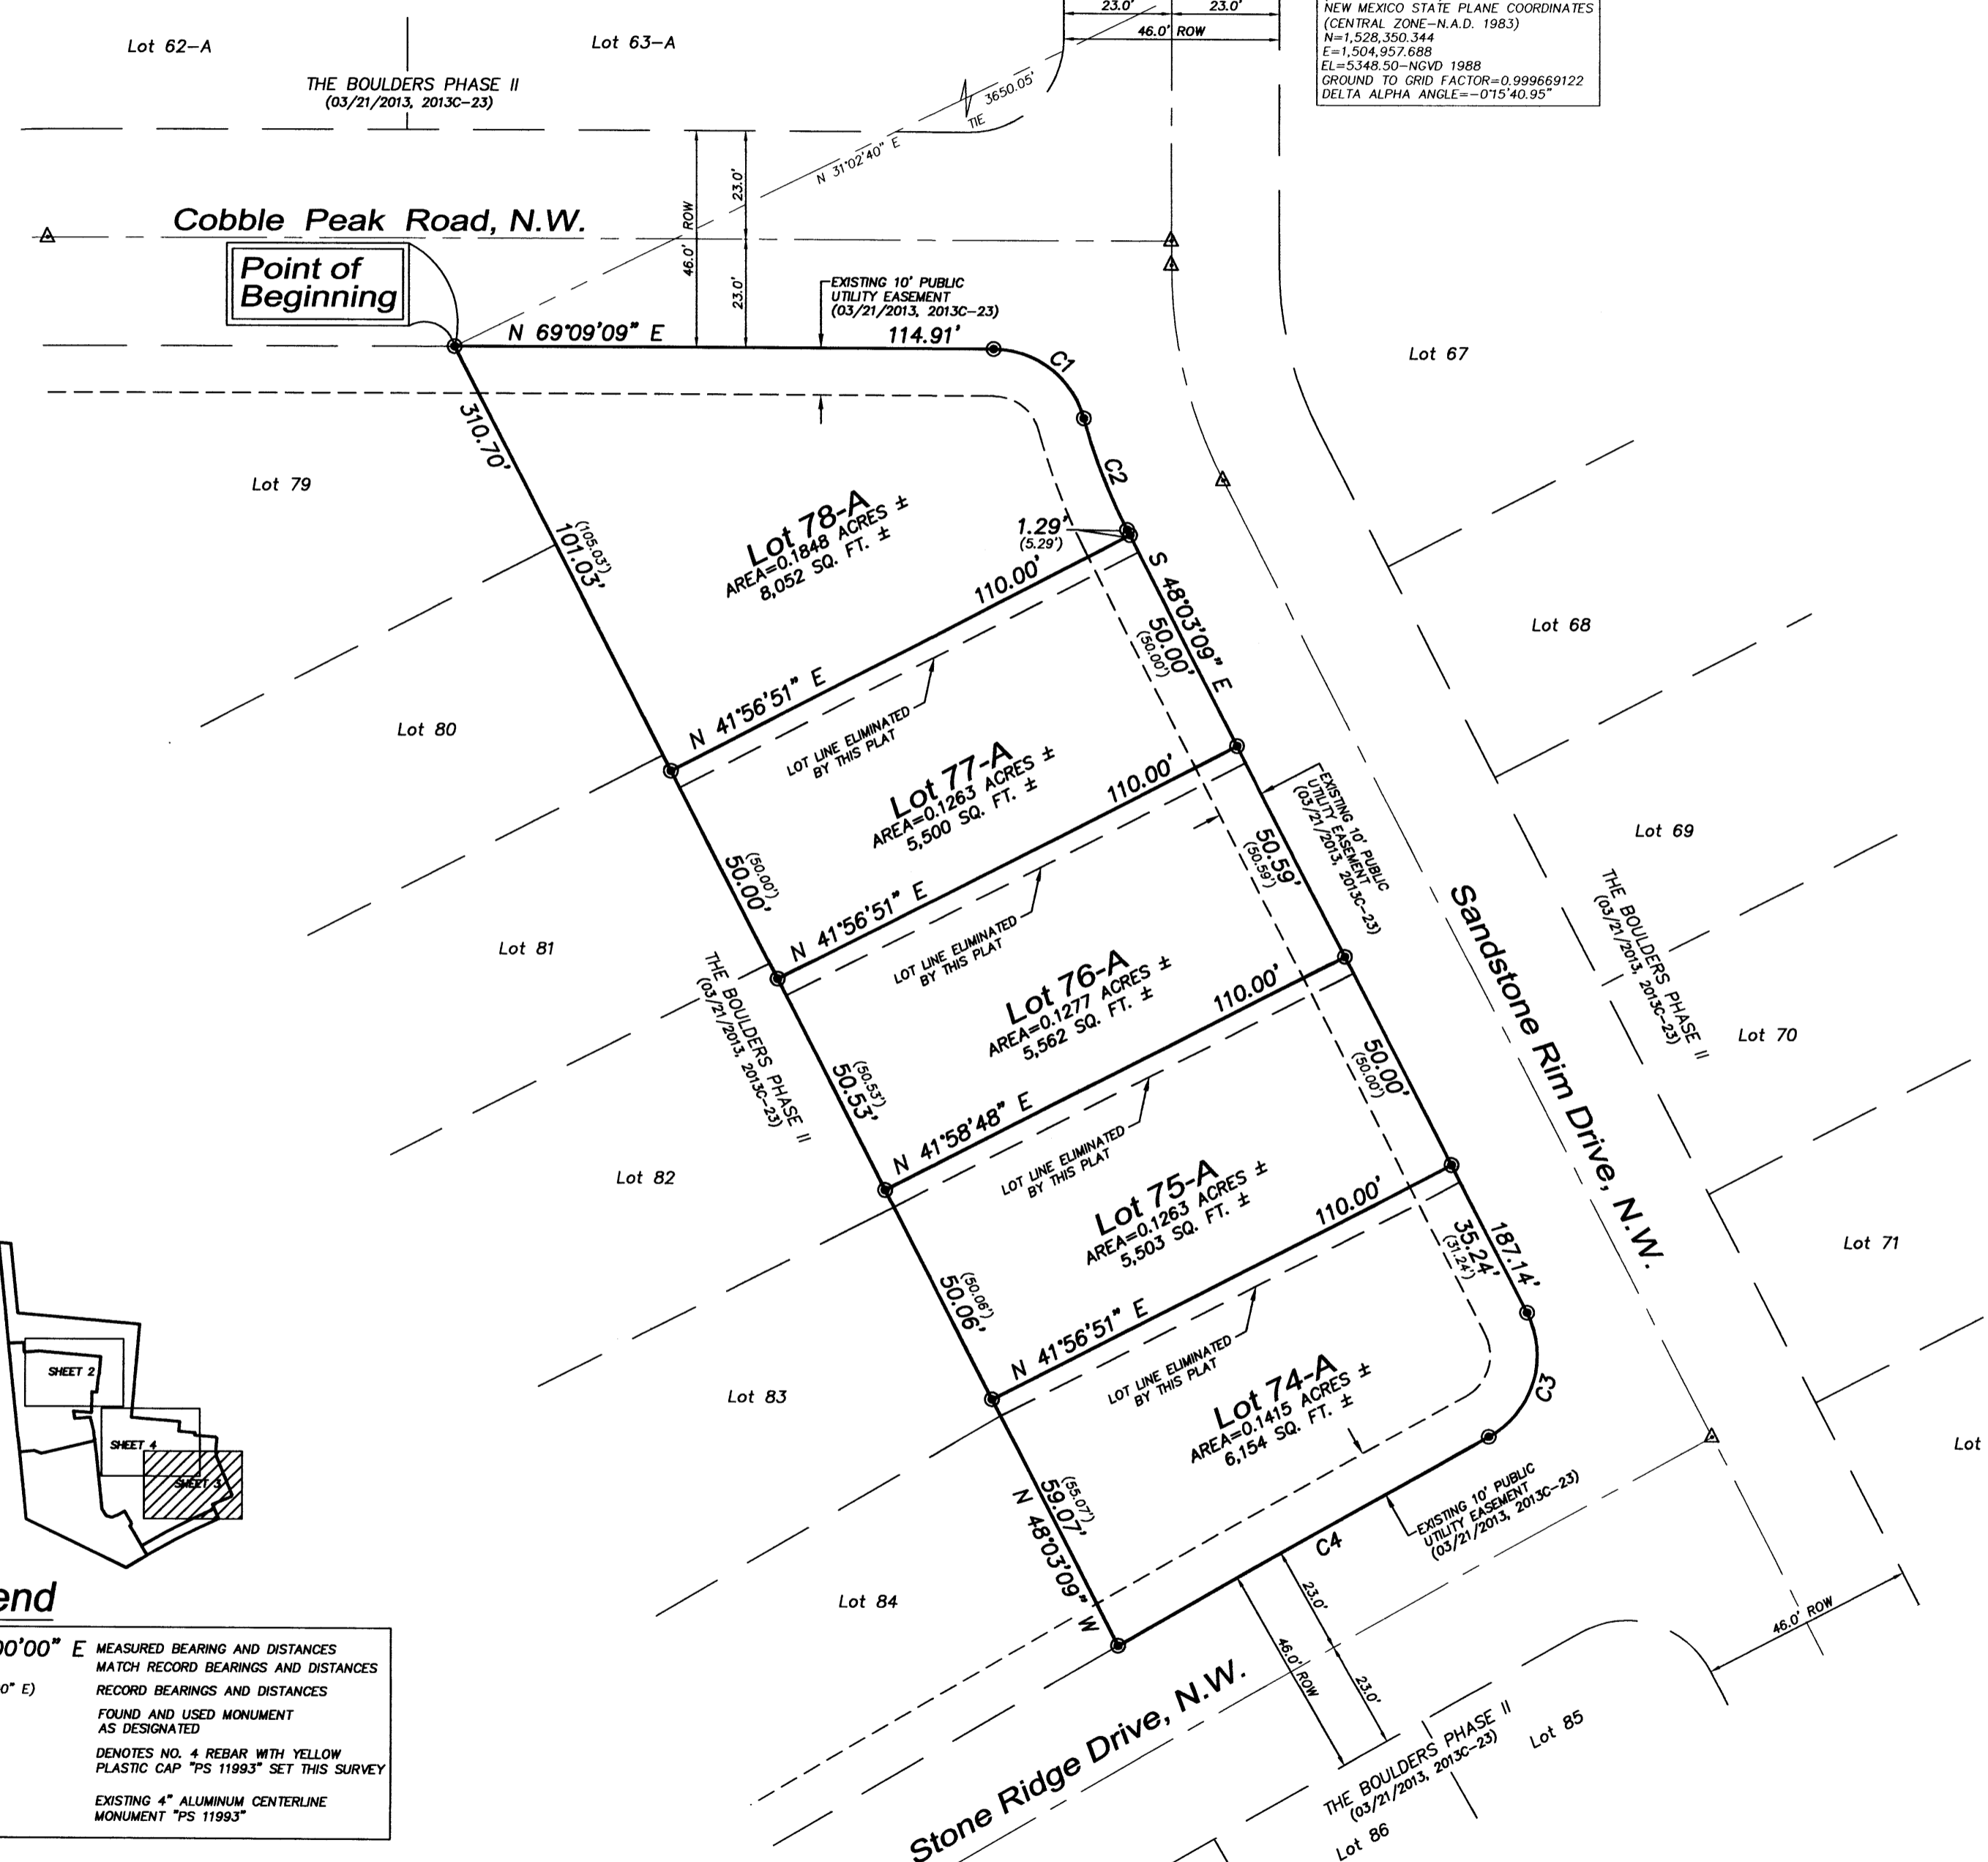 Lot 62-A
Lot 63-A
THE BOULDERS PHASE II
(03/21/2013, 2013C-23)
23.0'
23.0'
46.0' ROW
NEW MEXICO STATE PLANE COORDINATES
(CENTRAL ZONE-N.A.D. 1983)
N=1,528,350.344
E=1,504,957.688
EL=5348.50-NGVD 1988
GROUND TO GRID FACTOR=0.999669122
DELTA ALPHA ANGLE=-0°15'40.95"
3650.05'
TIE
N 31°02'40" E
Cobble Peak Road, N.W.
46.0' ROW
23.0'
23.0'
Point of
Beginning
EXISTING 10' PUBLIC
UTILITY EASEMENT
(03/21/2013, 2013C-23)
N 69°09'09" E
114.91'
C1
C2
Lot 67
310.70'
Lot 79
(105.03')
101.03'
Lot 78-A
AREA=0.1848 ACRES ±
8,052 SQ. FT. ±
1.29'
(5.29')
S 48°03'09" E
110.00'
N 41°56'51" E
50.00'
(50.00')
Lot 68
LOT LINE ELIMINATED
BY THIS PLAT
Lot 80
Lot 77-A
AREA=0.1263 ACRES ±
5,500 SQ. FT. ±
110.00'
N 41°56'51" E
(50.00')
50.00'
EXISTING 10' PUBLIC
UTILITY EASEMENT
(03/21/2013, 2013C-23)
50.59'
(50.59')
Lot 69
LOT LINE ELIMINATED
BY THIS PLAT
Lot 81
THE BOULDERS PHASE II
(03/21/2013, 2013C-23)
Sandstone Rim Drive, N.W.
THE BOULDERS PHASE II
(03/21/2013, 2013C-23)
Lot 70
Lot 76-A
AREA=0.1277 ACRES ±
5,562 SQ. FT. ±
110.00'
N 41°58'48" E
(50.53')
50.53'
50.00'
(50.00')
LOT LINE ELIMINATED
BY THIS PLAT
Lot 82
Lot 75-A
AREA=0.1263 ACRES ±
5,503 SQ. FT. ±
110.00'
N 41°56'51" E
(50.06')
50.06'
187.14'
35.24'
(31.24')
Lot 71
LOT LINE ELIMINATED
BY THIS PLAT
Lot 83
Lot 74-A
AREA=0.1415 ACRES ±
6,154 SQ. FT. ±
C3
Lot
(55.07')
59.07'
N 48°03'09" W
EXISTING 10' PUBLIC
UTILITY EASEMENT
(03/21/2013, 2013C-23)
C4
Lot 84
23.0'
46.0' ROW
23.0'
46.0' ROW
Stone Ridge Drive, N.W.
THE BOULDERS PHASE II
(03/21/2013, 2013C-23)
Lot 85
Lot 86
SHEET 2
SHEET 4
SHEET 3
end
00'00" E MEASURED BEARING AND DISTANCES
MATCH RECORD BEARINGS AND DISTANCES
0" E) RECORD BEARINGS AND DISTANCES
FOUND AND USED MONUMENT
AS DESIGNATED
DENOTES NO. 4 REBAR WITH YELLOW
PLASTIC CAP "PS 11993" SET THIS SURVEY
EXISTING 4" ALUMINUM CENTERLINE
MONUMENT "PS 11993"